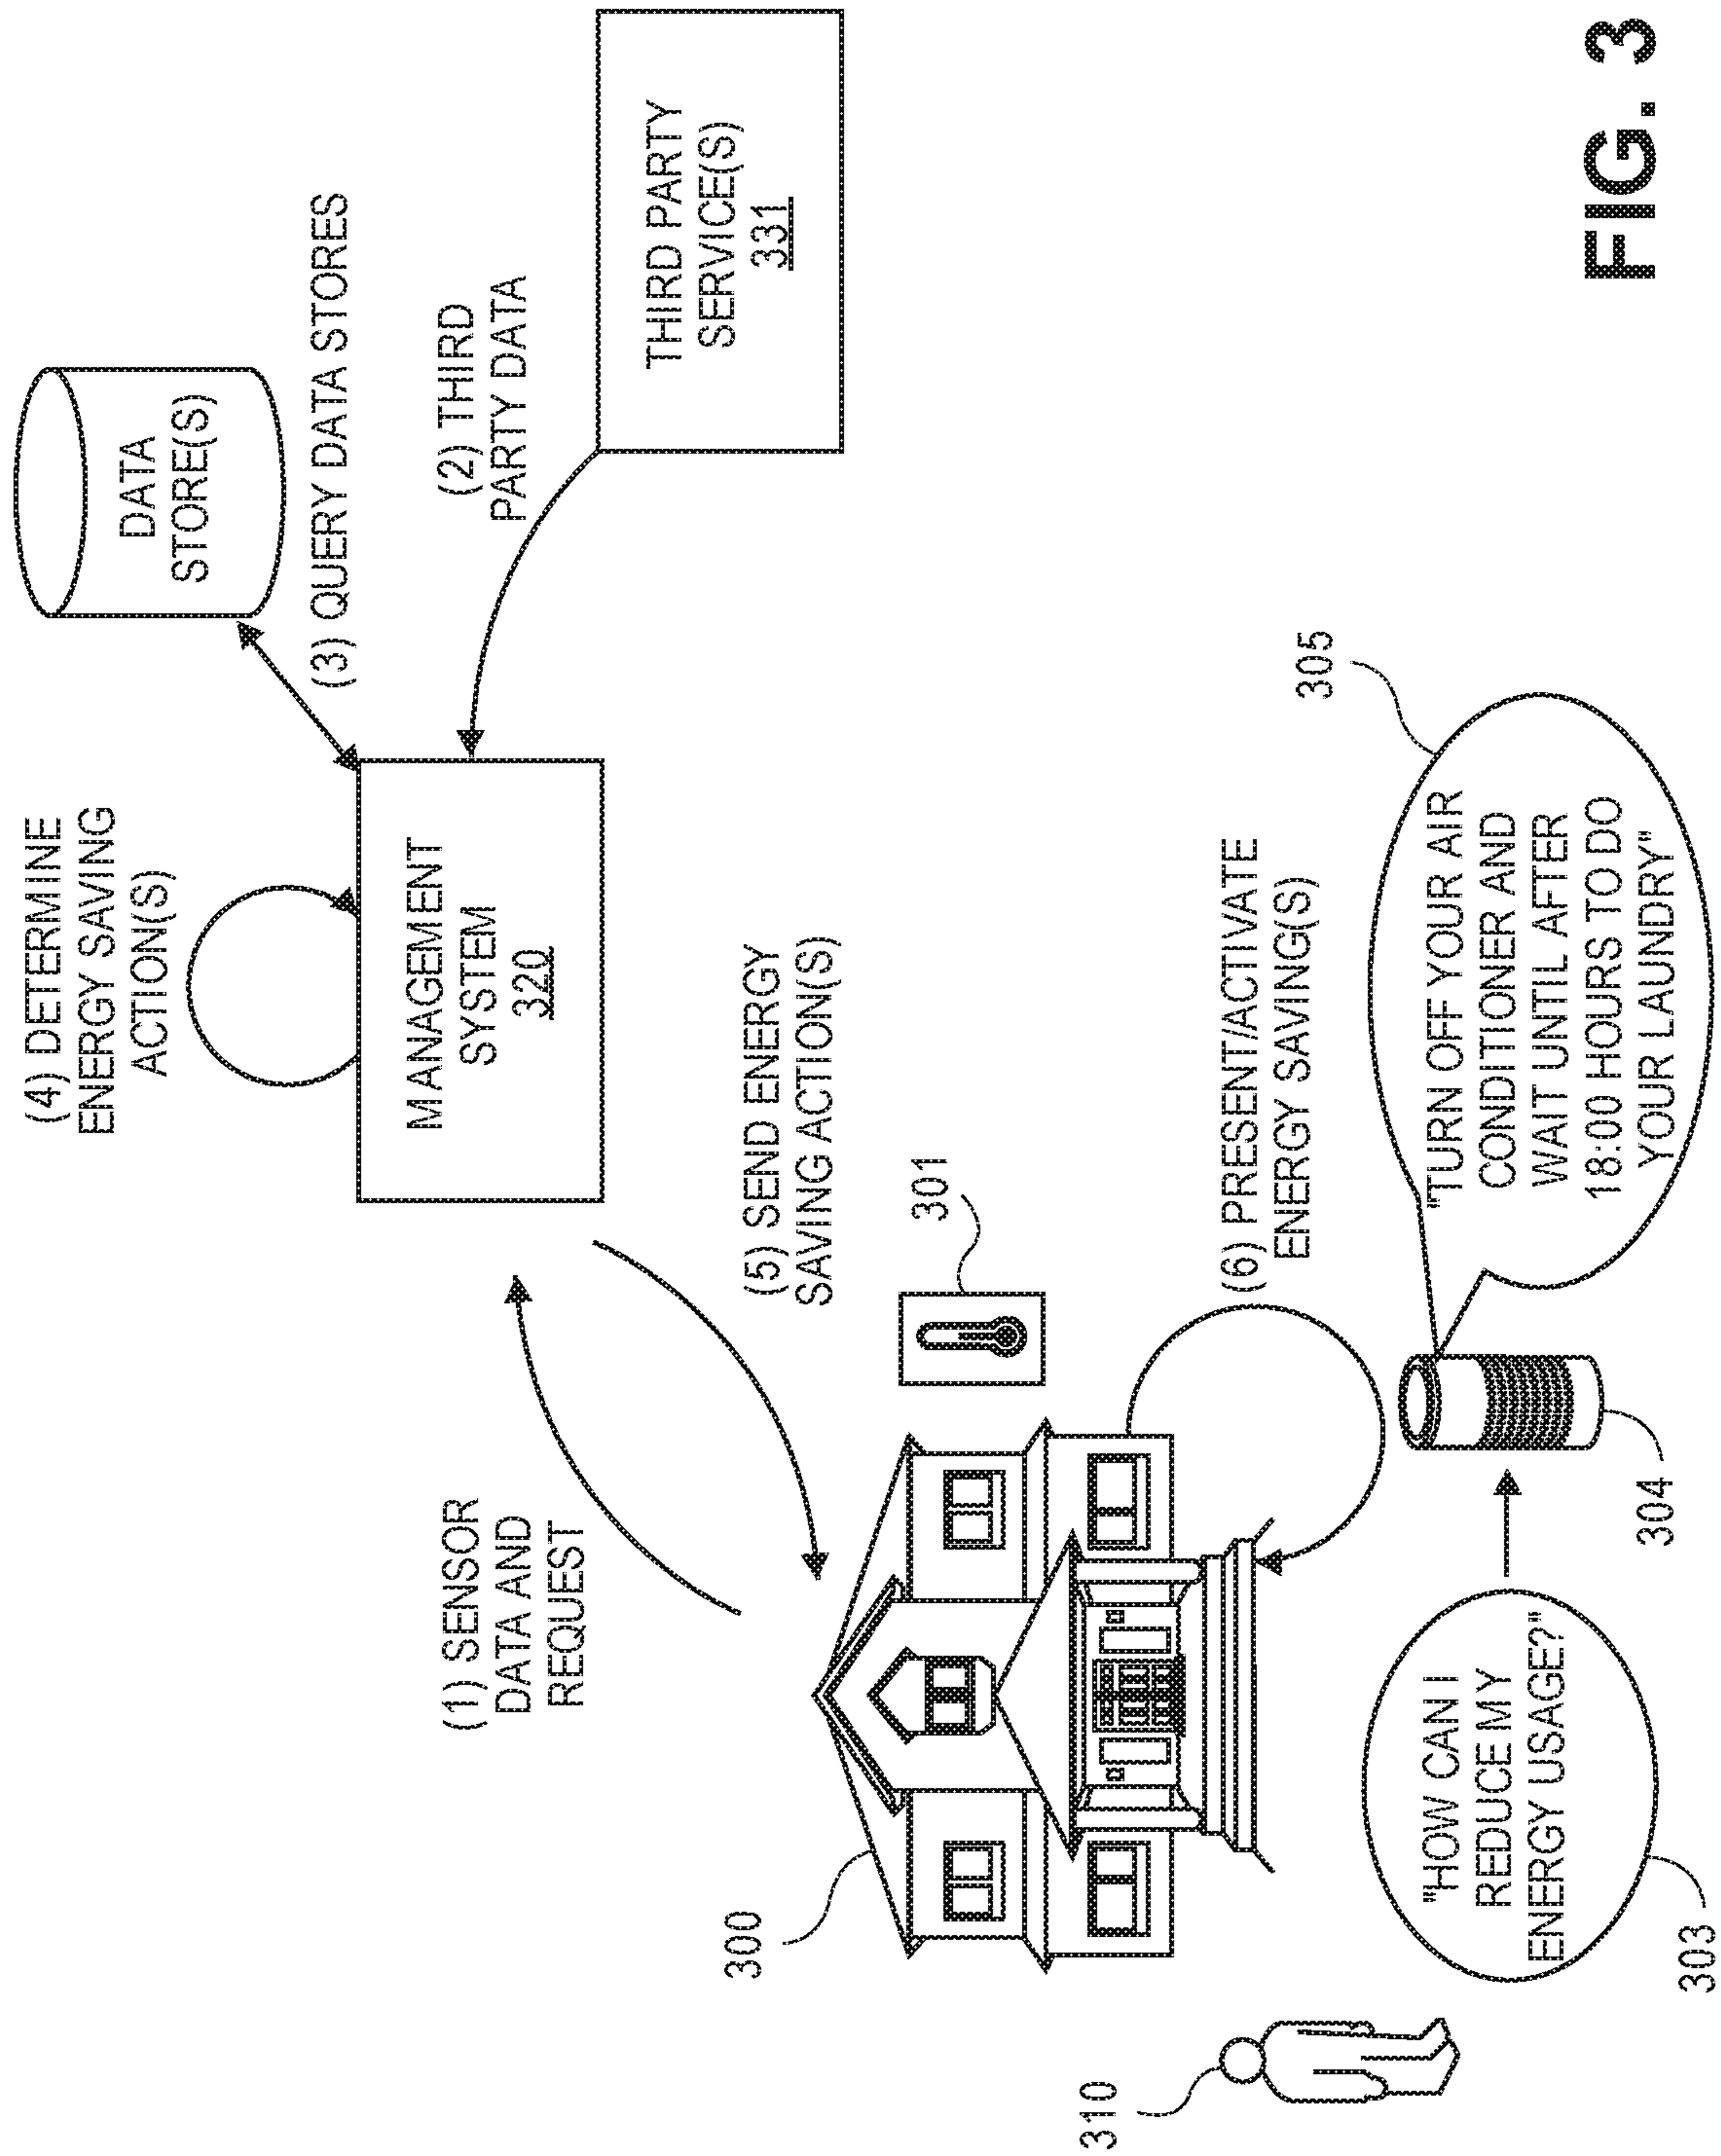 (4) DETERMINE
ENERGY SAVING
ACTION(S)
DATA
STORE(S)
(3) QUERY DATA STORES
MANAGEMENT
SYSTEM
320
(2) THIRD
PARTY DATA
THIRD PARTY
SERVICE(S)
331
(1) SENSOR
DATA AND
REQUEST
(5) SEND ENERGY
SAVING ACTION(S)
300
301
310
(6) PRESENT/ACTIVATE
ENERGY SAVING(S)
"HOW CAN I
REDUCE MY
ENERGY USAGE?"
303
304
305
"TURN OFF YOUR AIR
CONDITIONER AND
WAIT UNTIL AFTER
18:00 HOURS TO DO
YOUR LAUNDRY"
FIG. 3